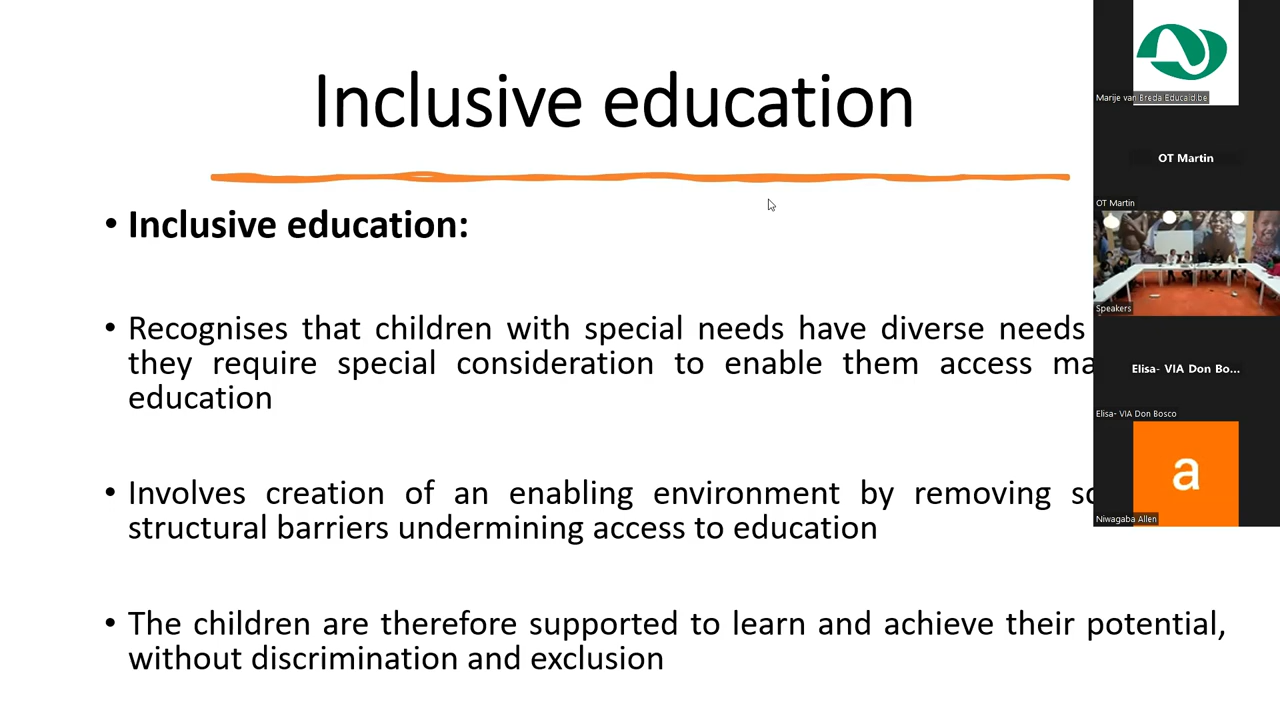 Inclusive education
• Inclusive education:
• Recognises that children with special needs have diverse needs
they require special consideration to enable them access
education
• Involves creation of an enabling environment by removing
structural barriers undermining access to education
• The children are therefore supported to learn and achieve their potential,
without discrimination and exclusion
Marije van Breda Educaid.be
OT Martin
OT Martin
Speakers
Elisa- VIA Don Bo...
Elisa- VIA Don Bosco
a
Niwagaba Allen